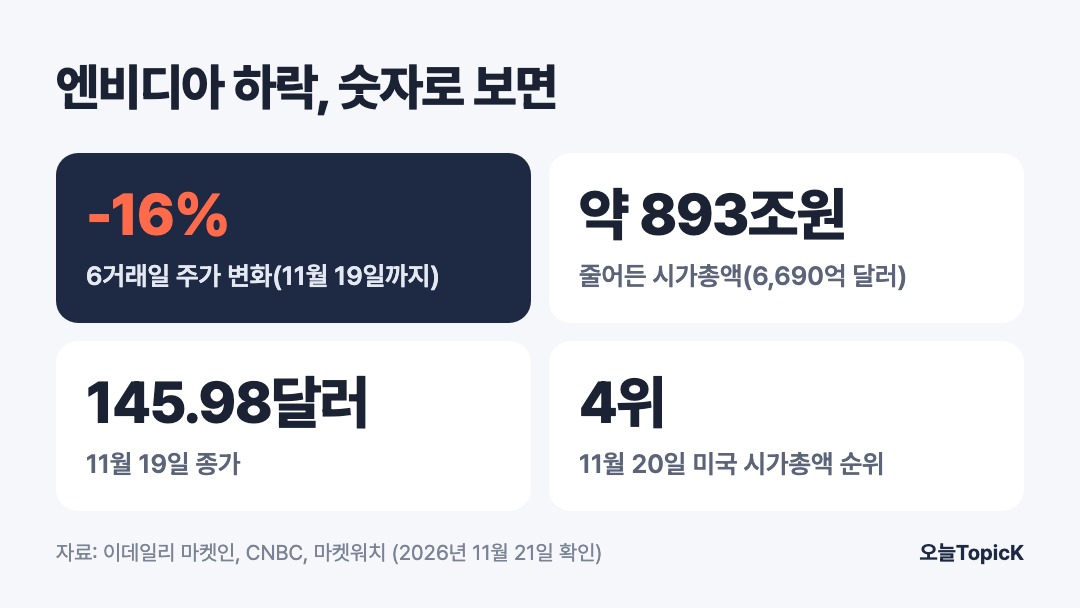 엔비디아 하락, 숫자로 보면
-16%
6거래일 주가 변화(11월 19일까지)
약 893조원
줄어든 시가총액(6,690억 달러)
145.98달러
11월 19일 종가
4위
11월 20일 미국 시가총액 순위
자료: 이데일리 마켓인, CNBC, 마켓워치 (2026년 11월 21일 확인)
오늘TopicK